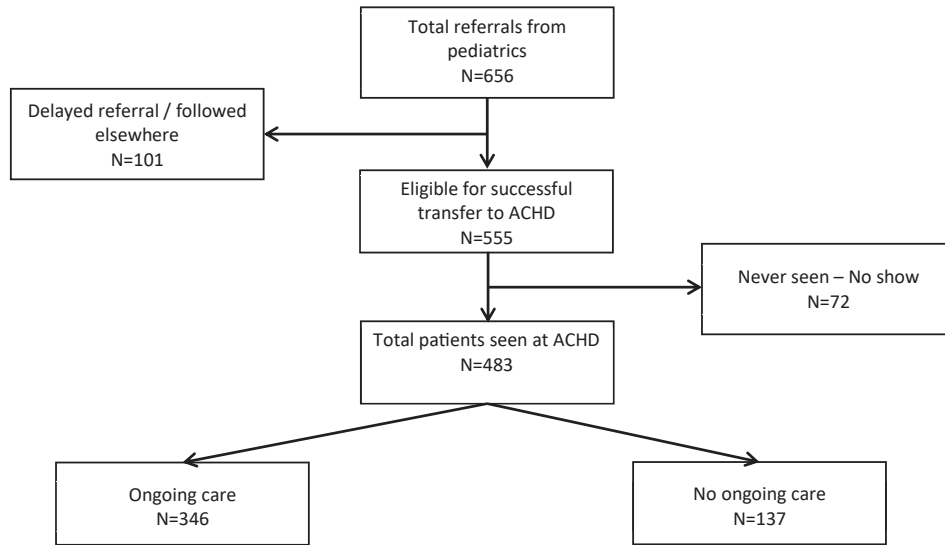 Total referrals from
pediatrics
N=656
Delayed referral / followed
elsewhere
N=101
Eligible for successful
transfer to ACHD
N=555
Never seen – No show
N=72
Total patients seen at ACHD
N=483
Ongoing care
N=346
No ongoing care
N=137